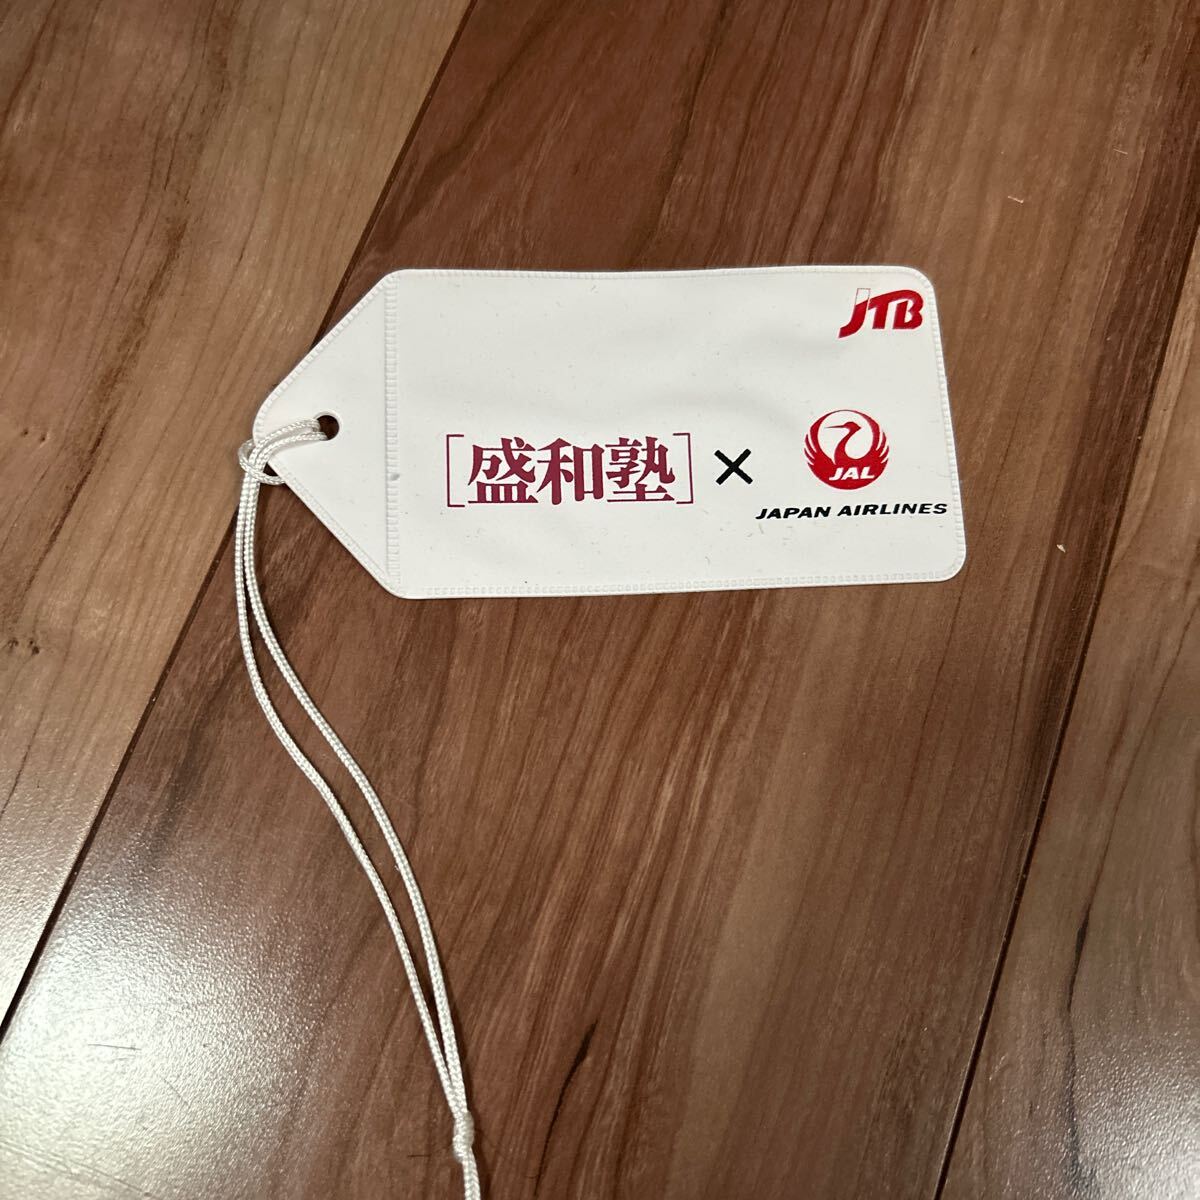 JTB
[盛和塾] ×
JAL
JAPAN AIRLINES